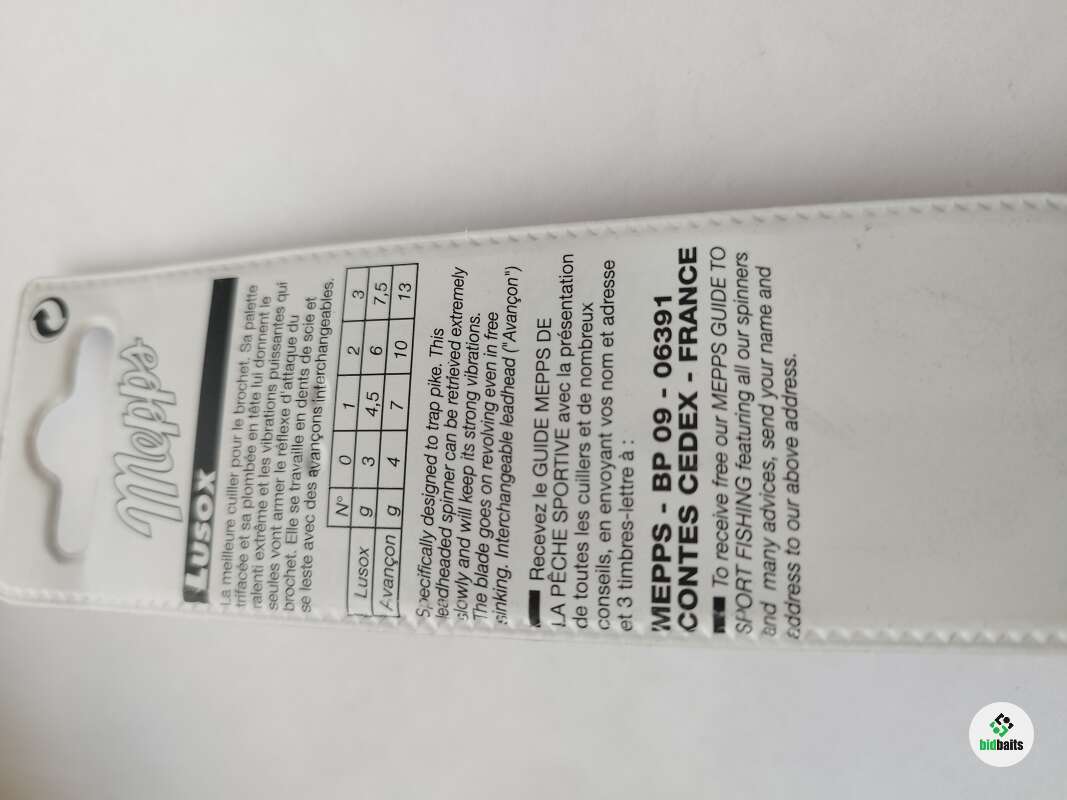 Mepps
LUSOX
La meilleure cuiller pour le brochet. Sa palette
trifacée et sa plombée en tête lui donnent le
ralenti extrême et les vibrations puissantes qui
seules vont armer le réflexe d'attaque du
brochet. Elle se travaille en dents de scie et
se leste avec des avançons interchangeables.
N° 0 1 2 3
Lusox g 3 4,5 6 7,5
Avançon g 4 7 10 13
Specifically designed to trap pike. This
leadheaded spinner can be retrieved extremely
slowly and will keep its strong vibrations.
The blade goes on revolving even in free
sinking. Interchangeable leadhead ("Avançon")
Recevez le GUIDE MEPPS DE
LA PÊCHE SPORTIVE avec la présentation
de toutes les cuillers et de nombreux
conseils, en envoyant vos nom et adresse
et 3 timbres-lettre à :
MEPPS - BP 09 - 06391
CONTES CEDEX - FRANCE
To receive free our MEPPS GUIDE TO
SPORT FISHING featuring all our spinners
and many advices, send your name and
address to our above address.
bidbaits